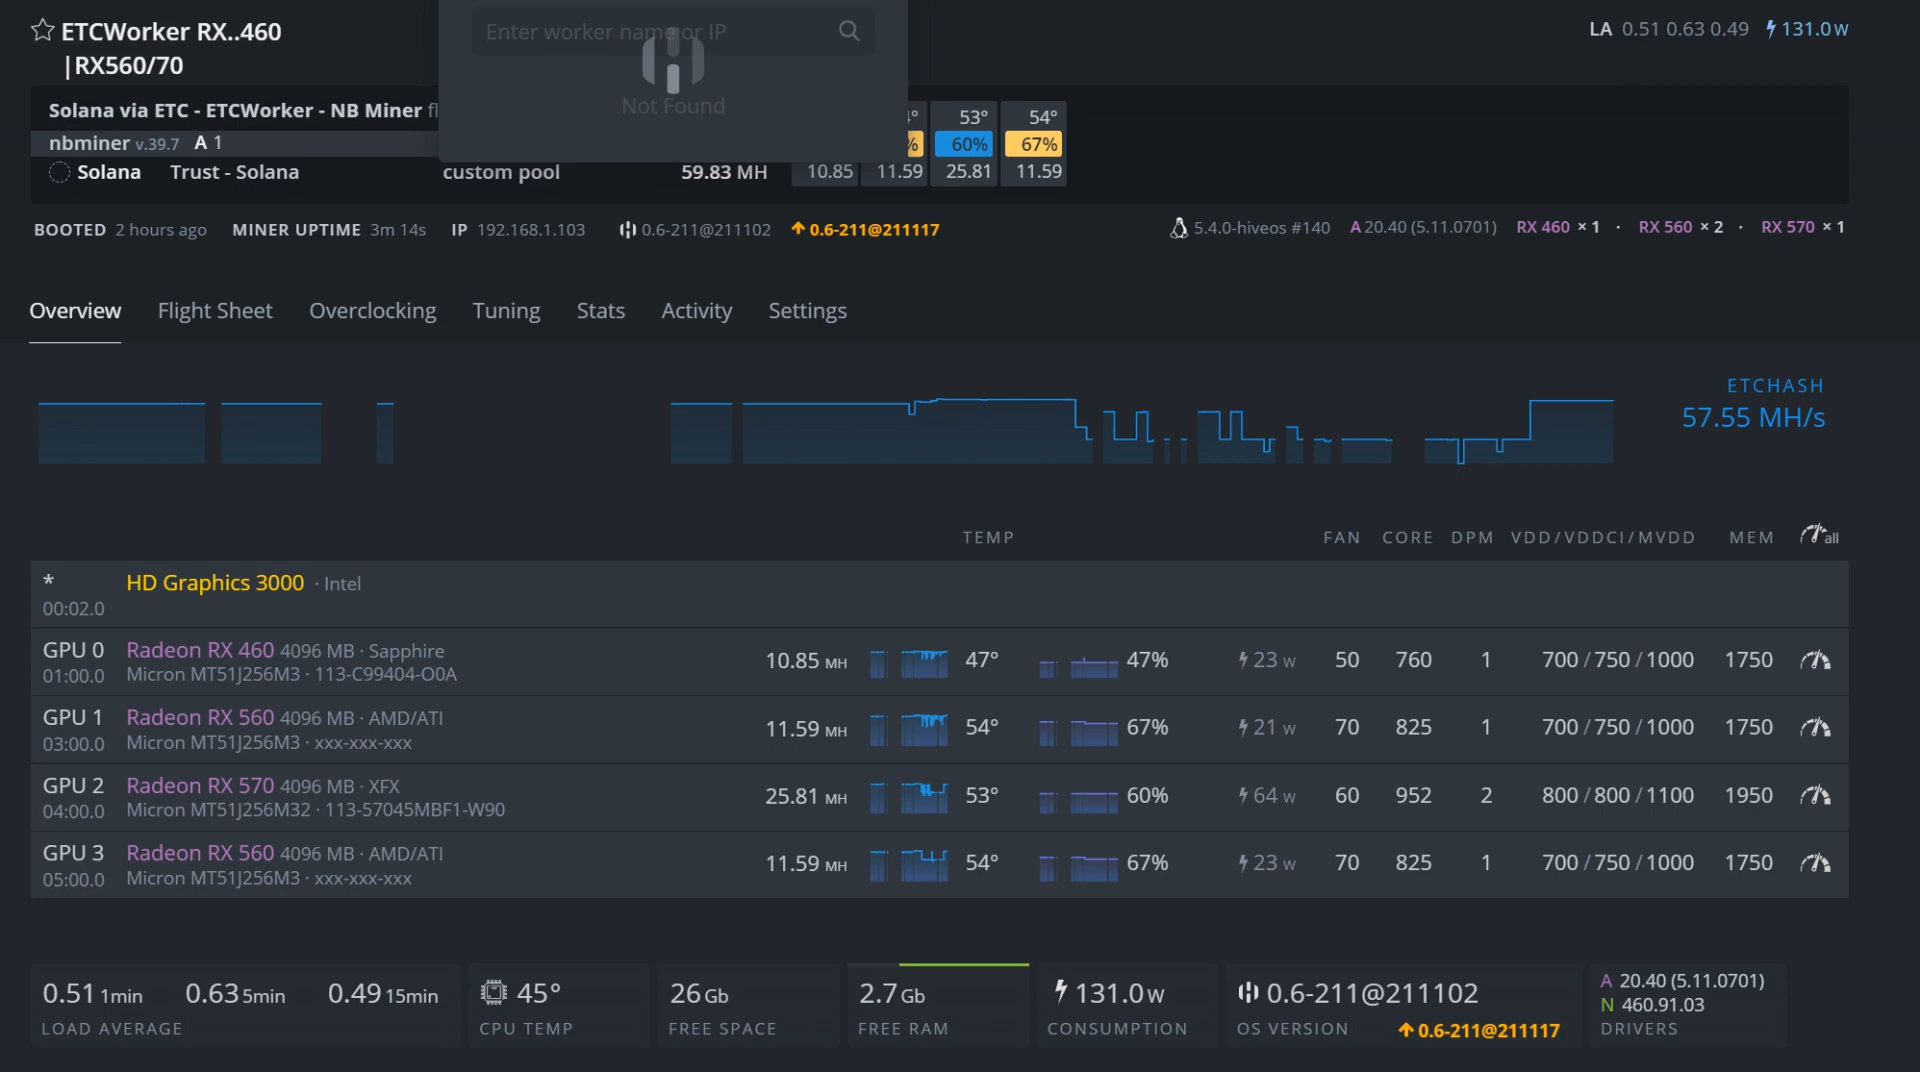 ETCWorker RX..460
|RX560/70
Enter worker name or IP
Not Found
LA 0.51 0.63 0.49 131.0 W
Solana via ETC - ETCWorker - NB Miner fl
nbminer v.39.7 A 1
Solana Trust - Solana custom pool 59.83 MH
4° 53° 54°
% 60% 67%
10.85 11.59 25.81 11.59
BOOTED 2 hours ago MINER UPTIME 3m 14s IP 192.168.1.103 0.6-211@211102 0.6-211@211117
5.4.0-hiveos #140 A 20.40 (5.11.0701) RX 460 × 1 · RX 560 × 2 · RX 570 × 1
Overview Flight Sheet Overclocking Tuning Stats Activity Settings
ETCHASH
57.55 MH/s
TEMP FAN CORE DPM VDD/VDDCI/MVDD MEM all
* HD Graphics 3000 · Intel
00:02.0
GPU 0 Radeon RX 460 4096 MB · Sapphire 10.85 MH 47° 47% 23 W 50 760 1 700 / 750 / 1000 1750
01:00.0 Micron MT51J256M3 · 113-C99404-O0A
GPU 1 Radeon RX 560 4096 MB · AMD/ATI 11.59 MH 54° 67% 21 W 70 825 1 700 / 750 / 1000 1750
03:00.0 Micron MT51J256M3 · xxx-xxx-xxx
GPU 2 Radeon RX 570 4096 MB · XFX 25.81 MH 53° 60% 64 W 60 952 2 800 / 800 / 1100 1950
04:00.0 Micron MT51J256M32 · 113-57045MBF1-W90
GPU 3 Radeon RX 560 4096 MB · AMD/ATI 11.59 MH 54° 67% 23 W 70 825 1 700 / 750 / 1000 1750
05:00.0 Micron MT51J256M3 · xxx-xxx-xxx
0.51 1min 0.63 5min 0.49 15min
LOAD AVERAGE
45°
CPU TEMP
26 Gb
FREE SPACE
2.7 Gb
FREE RAM
131.0 W
CONSUMPTION
0.6-211@211102
OS VERSION 0.6-211@211117
A 20.40 (5.11.0701)
N 460.91.03
DRIVERS